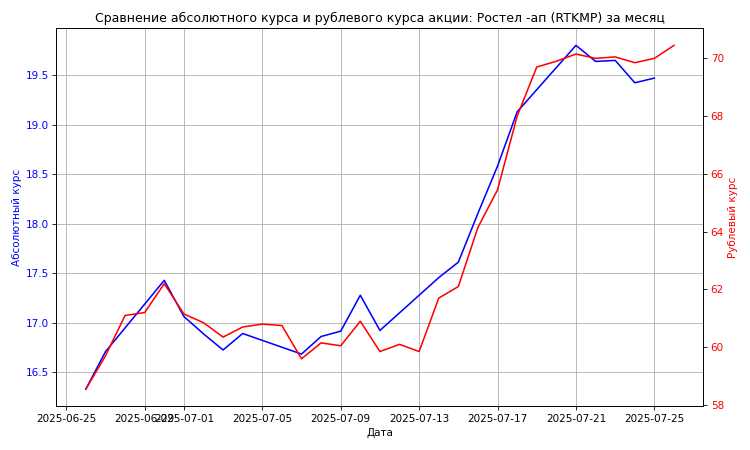 Сравнение абсолютного курса и рублевого курса акции: Ростел -ап (RTKMP) за месяц
Абсолютный курс
19.5
19.0
18.5
18.0
17.5
17.0
16.5
70
68
66
64
62
60
58
Рублевый курс
2025-06-25 2025-06-29 2025-07-01 2025-07-05 2025-07-09 2025-07-13 2025-07-17 2025-07-21 2025-07-25
Дата